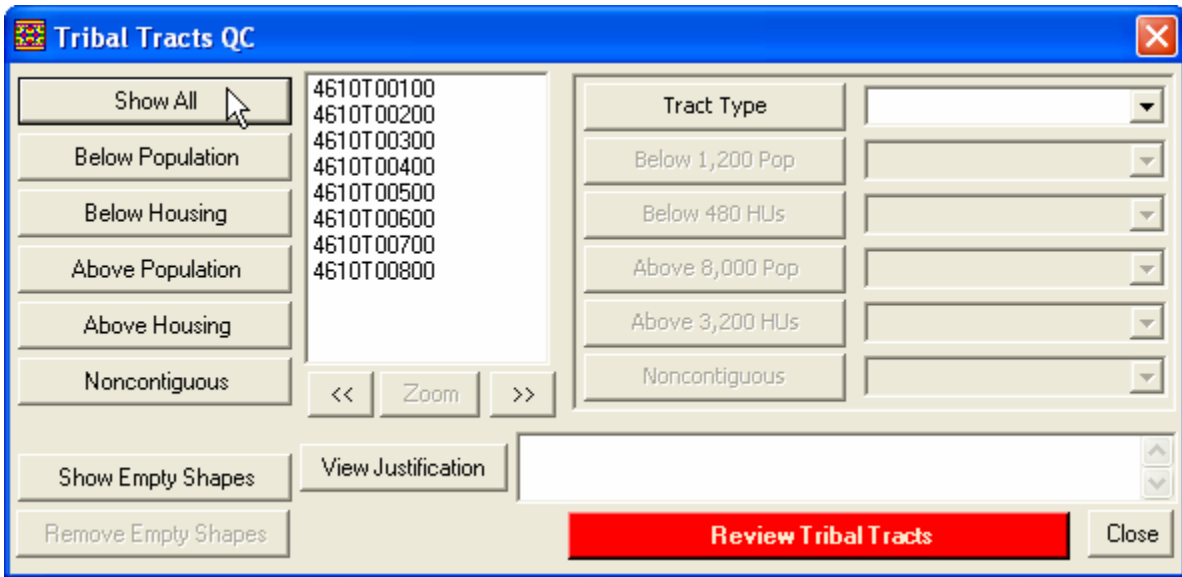 Tribal Tracts QC
Show All
Below Population
Below Housing
Above Population
Above Housing
Noncontiguous
Show Empty Shapes
Remove Empty Shapes
4610T00100
4610T00200
4610T00300
4610T00400
4610T00500
4610T00600
4610T00700
4610T00800
<<
Zoom
>>
Tract Type
Below 1,200 Pop
Below 480 HUs
Above 8,000 Pop
Above 3,200 HUs
Noncontiguous
View Justification
Review Tribal Tracts
Close